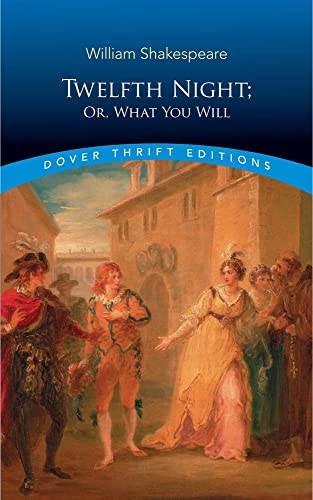 William Shakespeare
TWELFTH NIGHT;
OR, WHAT YOU WILL
DOVER THRIFT EDITIONS